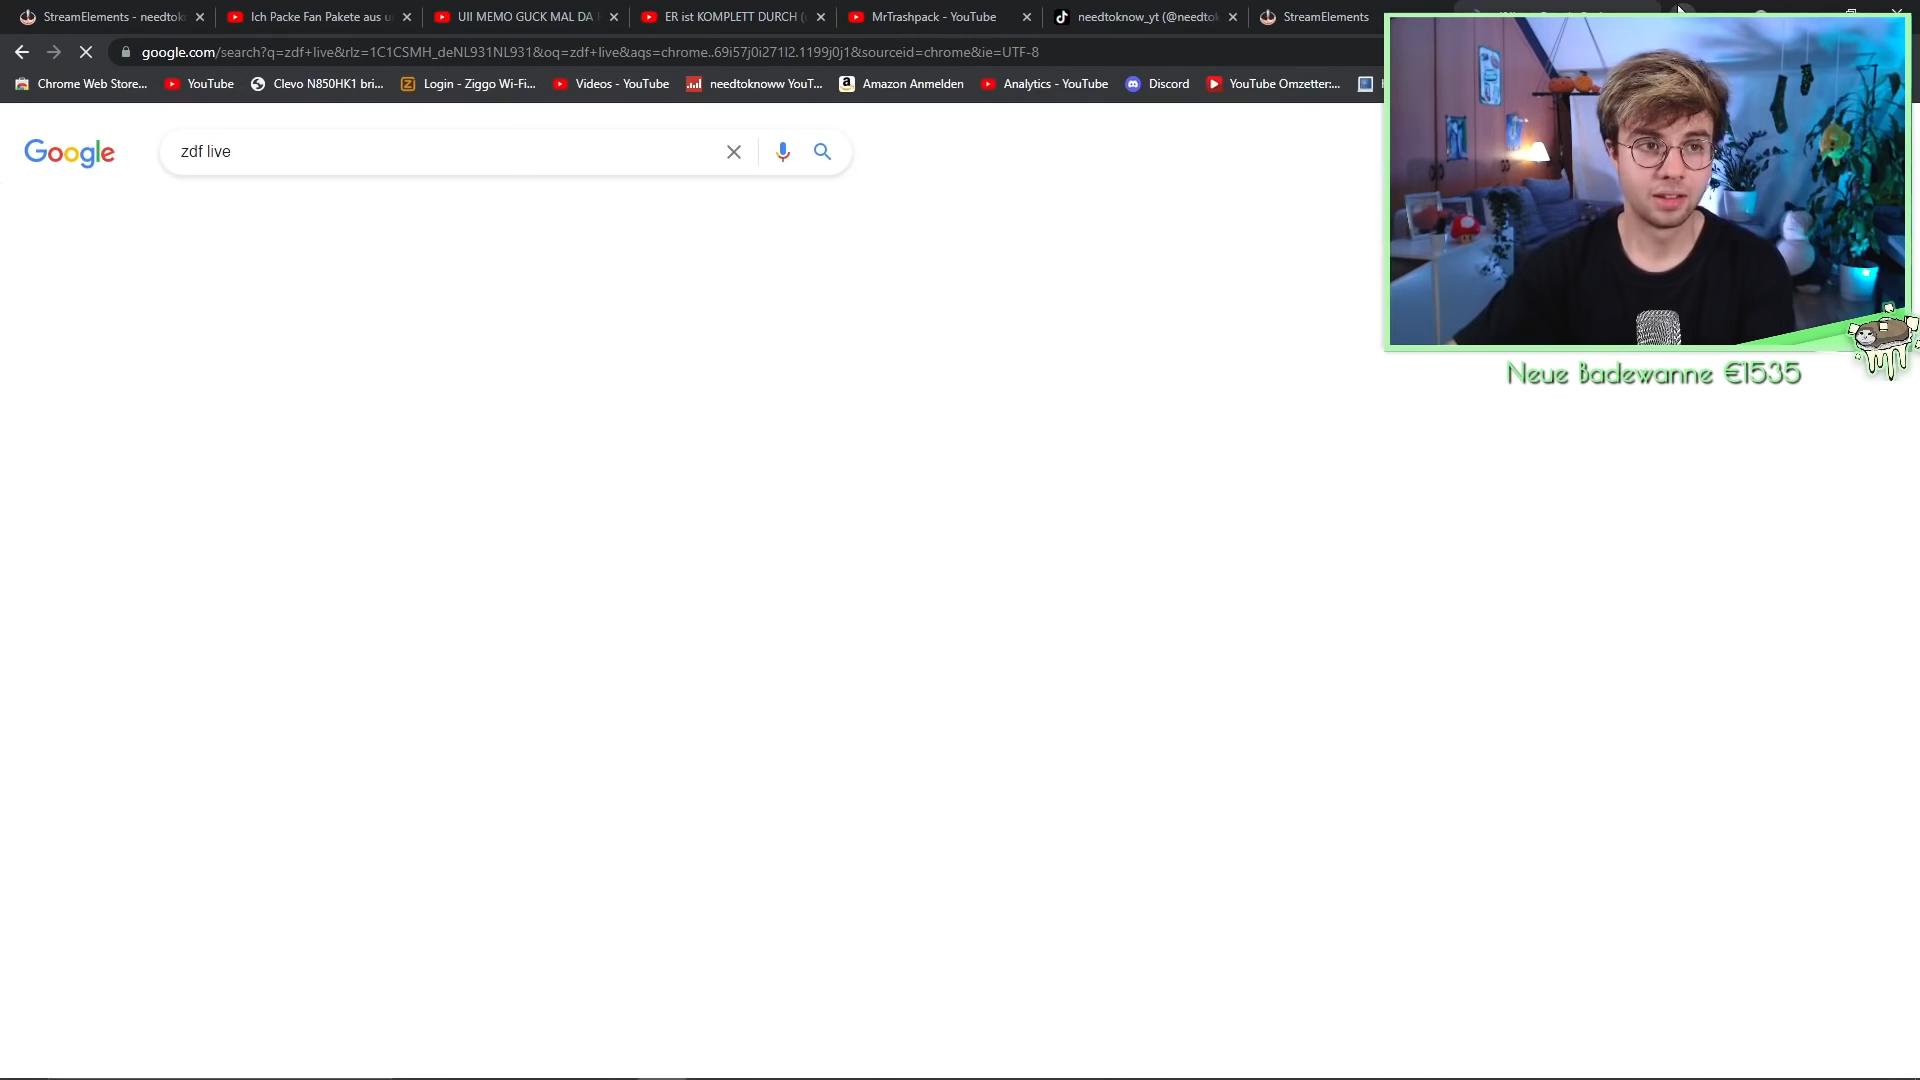 StreamElements - needtok
Ich Packe Fan Pakete aus u
UII MEMO GUCK MAL DA
ER ist KOMPLETT DURCH (
MrTrashpack - YouTube
needtoknow_yt (@needto
StreamElements
google.com/search?q=zdf+live&rlz=1C1CSMH_deNL931NL931&oq=zdf+live&aqs=chrome..69i57j0i271l2.1199j0j1&sourceid=chrome&ie=UTF-8
Chrome Web Store...
YouTube
Clevo N850HK1 bri...
Login - Ziggo Wi-Fi...
Videos - YouTube
needtoknoww YouT...
Amazon Anmelden
Analytics - YouTube
Discord
YouTube Omzetter:...
Google
zdf live
Neue Badewanne €1535